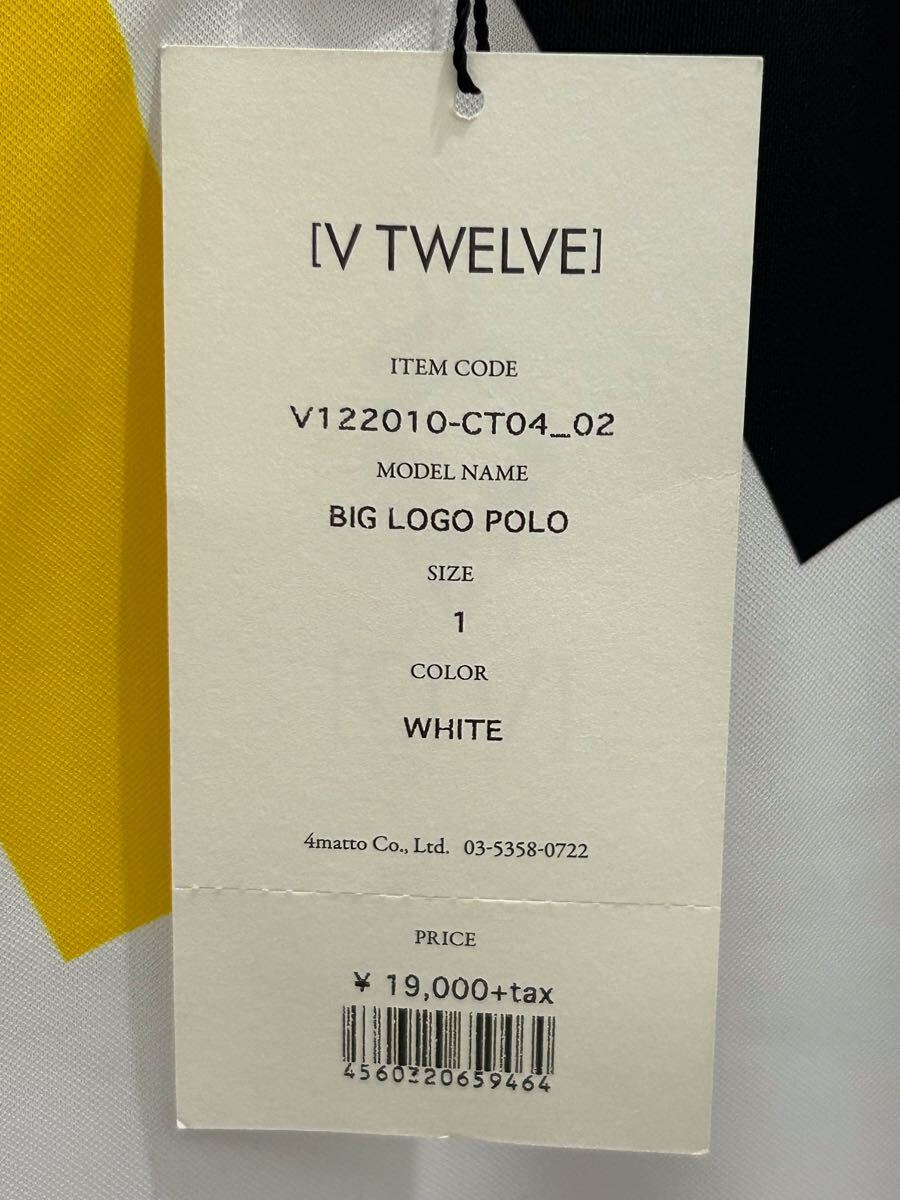 [V TWELVE]
ITEM CODE
V122010-CT04_02
MODEL NAME
BIG LOGO POLO
SIZE
1
COLOR
WHITE
4matto Co., Ltd. 03-5358-0722
PRICE
¥ 19,000+tax
4560320659464